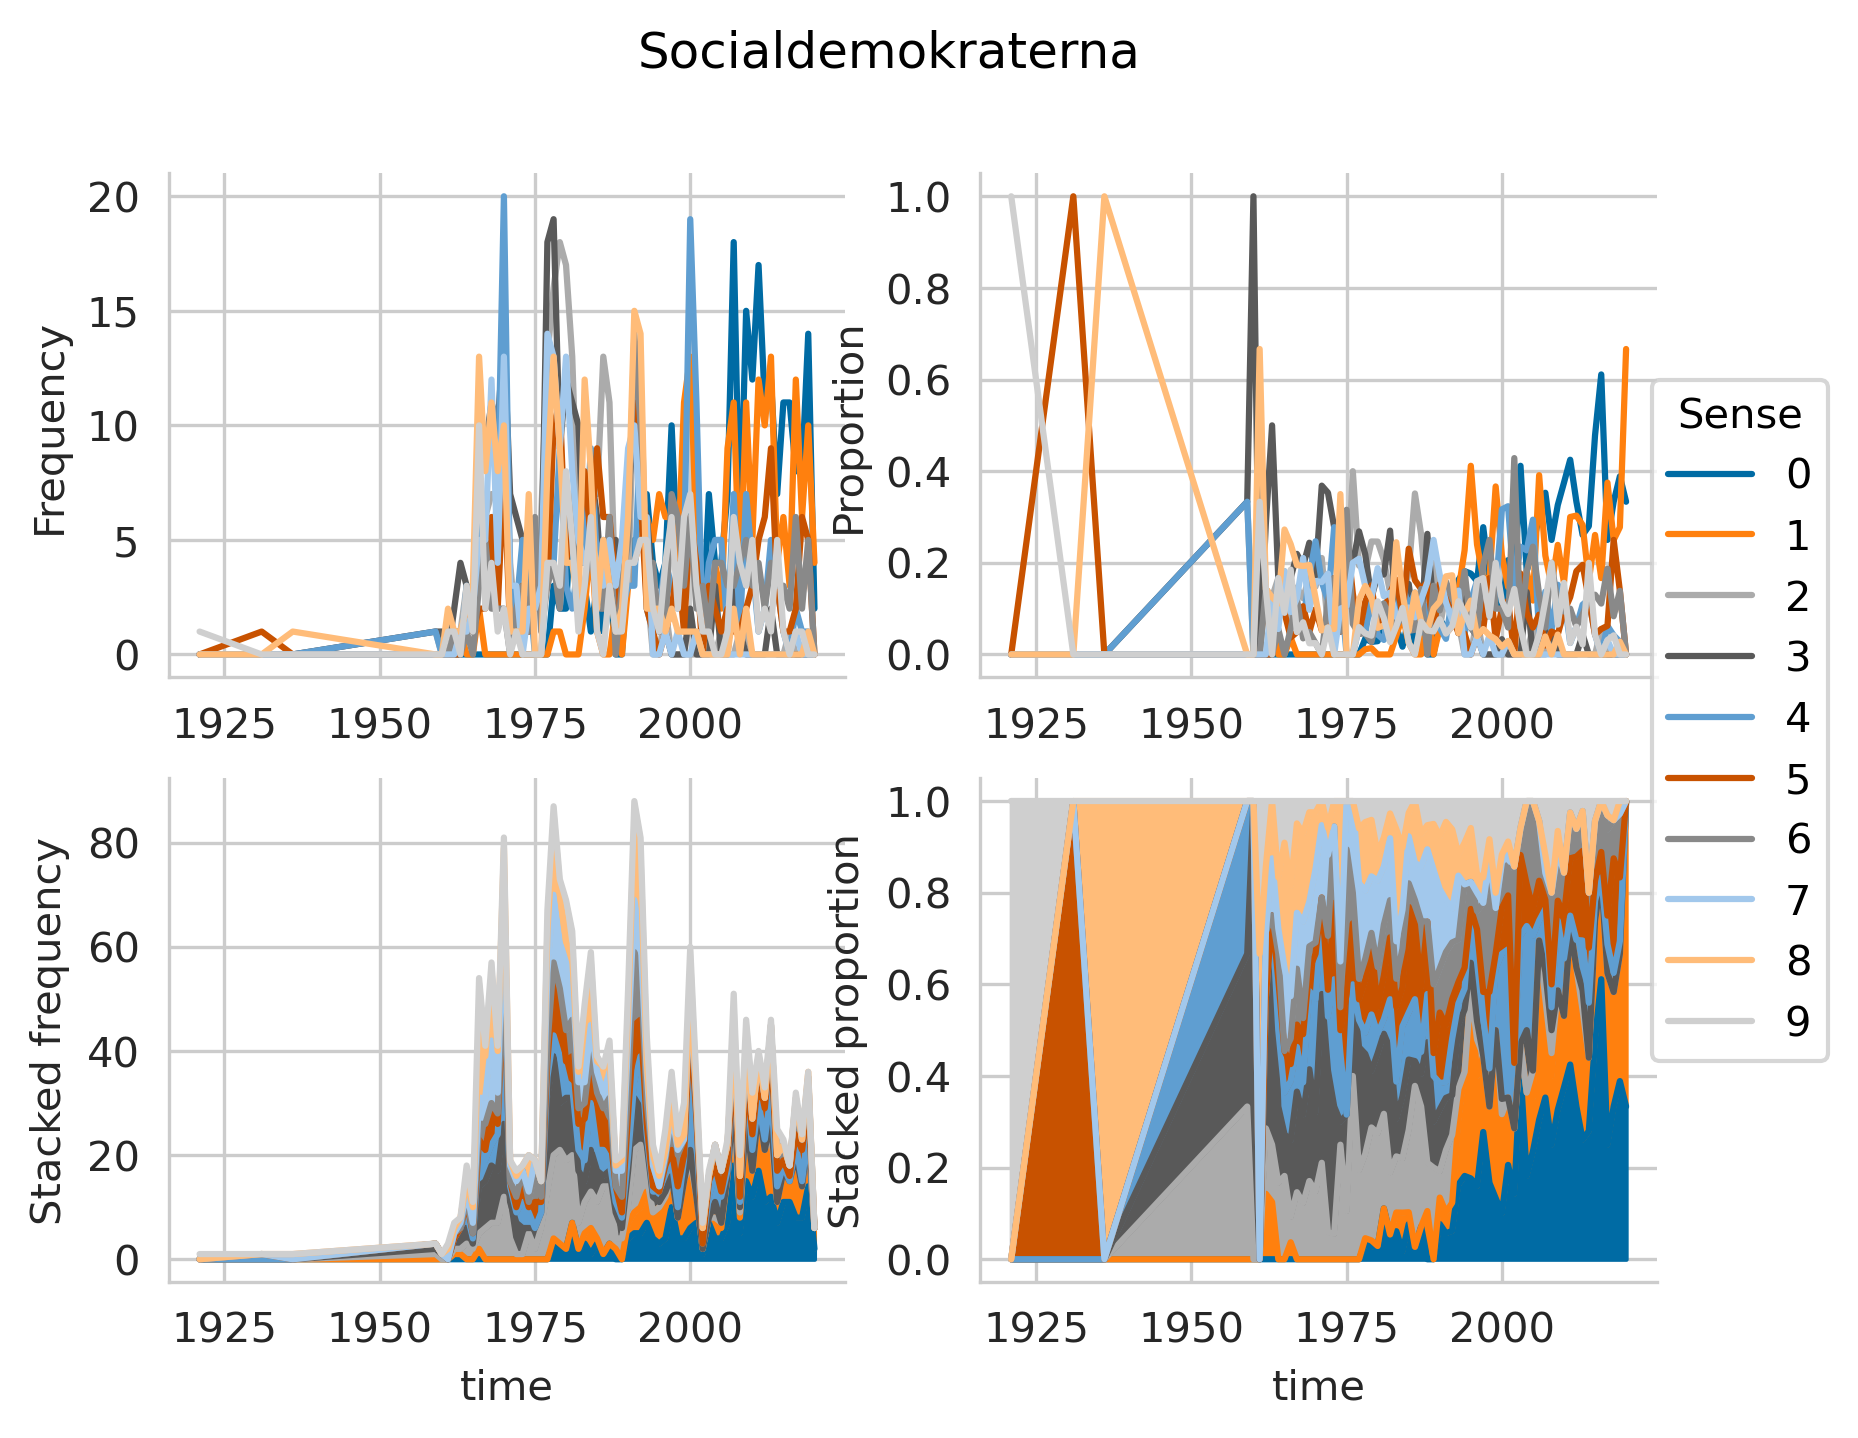 Socialdemokraterna
Frequency
20
15
10
5
0
1925 1950 1975 2000
Proportion
1.0
0.8
0.6
0.4
0.2
0.0
1925 1950 1975 2000
Stacked frequency
80
60
40
20
0
1925 1950 1975 2000
time
Stacked proportion
1.0
0.8
0.6
0.4
0.2
0.0
1925 1950 1975 2000
time
Sense
0
1
2
3
4
5
6
7
8
9